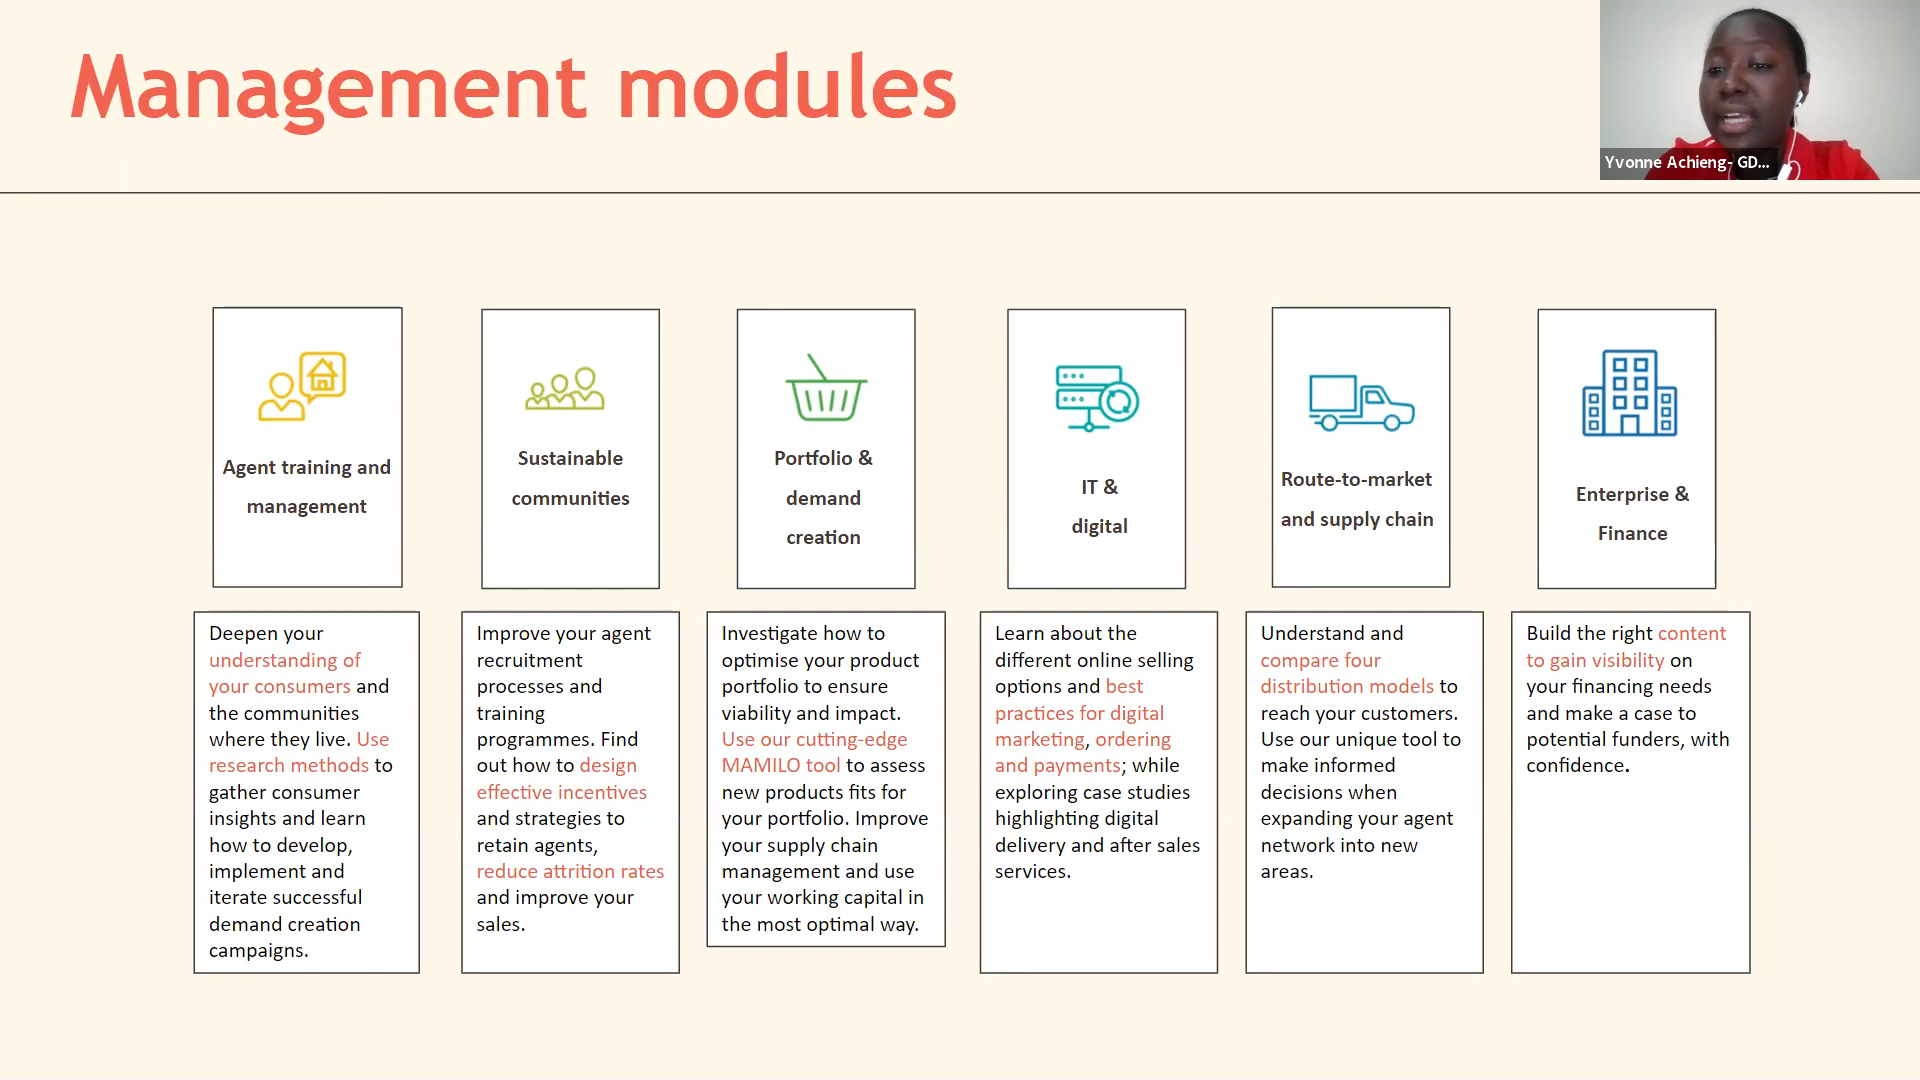 Management modules
Yvonne Achieng- GD...
Agent training and
management
Sustainable
communities
Portfolio &
demand
creation
IT &
digital
Route-to-market
and supply chain
Enterprise &
Finance
Deepen your
understanding of
your consumers and
the communities
where they live. Use
research methods to
gather consumer
insights and learn
how to develop,
implement and
iterate successful
demand creation
campaigns.
Improve your agent
recruitment
processes and
training
programmes. Find
out how to design
effective incentives
and strategies to
retain agents,
reduce attrition rates
and improve your
sales.
Investigate how to
optimise your product
portfolio to ensure
viability and impact.
Use our cutting-edge
MAMILO tool to assess
new products fits for
your portfolio. Improve
your supply chain
management and use
your working capital in
the most optimal way.
Learn about the
different online selling
options and best
practices for digital
marketing, ordering
and payments; while
exploring case studies
highlighting digital
delivery and after sales
services.
Understand and
compare four
distribution models to
reach your customers.
Use our unique tool to
make informed
decisions when
expanding your agent
network into new
areas.
Build the right content
to gain visibility on
your financing needs
and make a case to
potential funders, with
confidence.